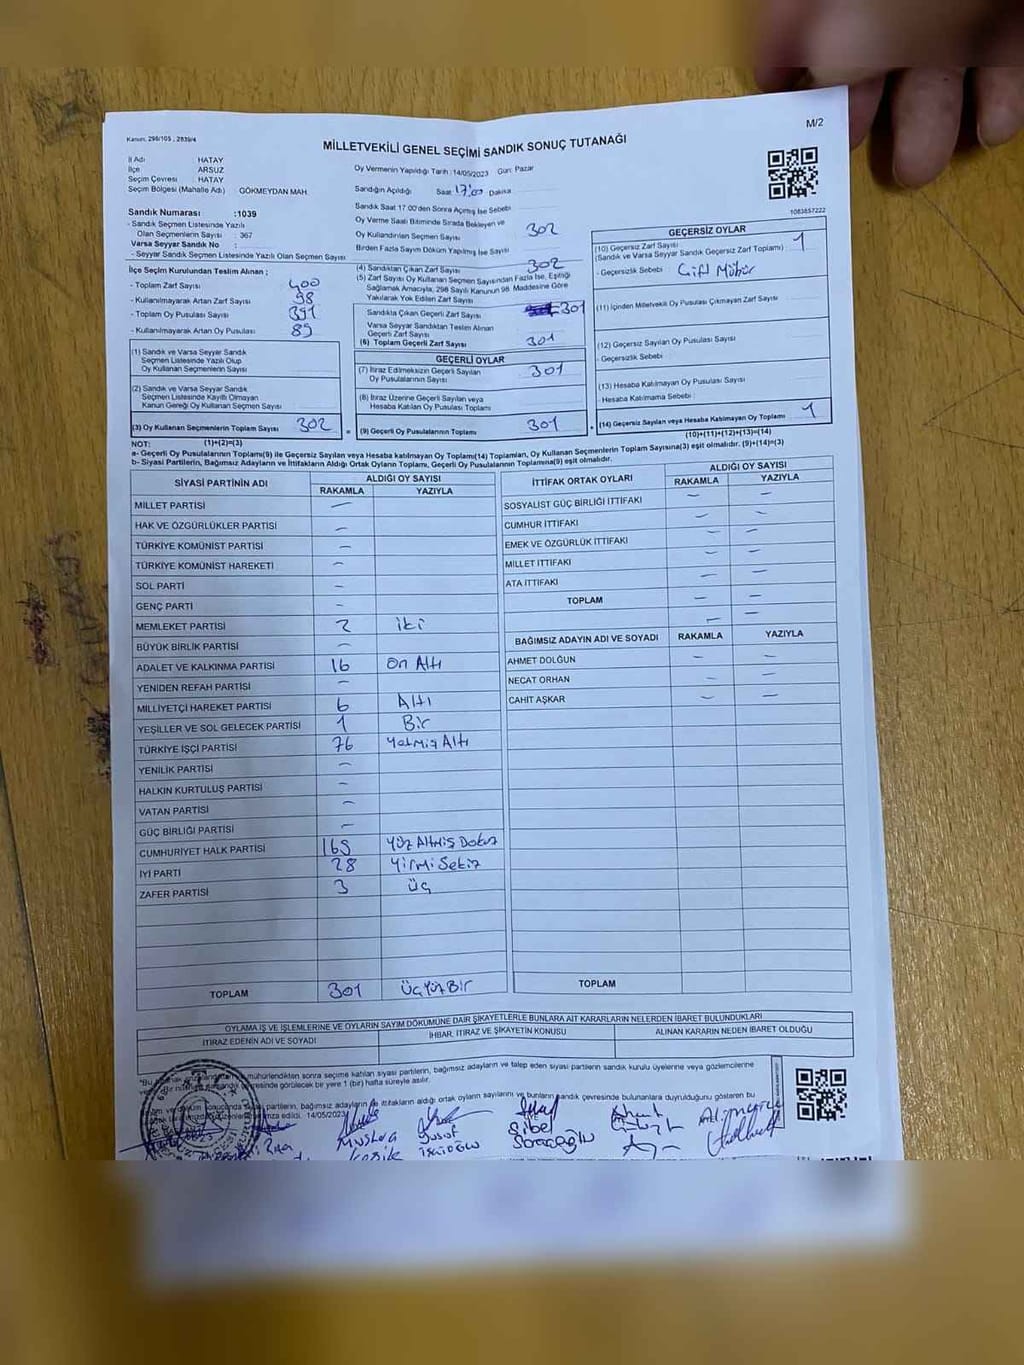 Kanun, 298/105 , 2839/4
M/2
MİLLETVEKİLİ GENEL SEÇİMİ SANDIK SONUÇ TUTANAĞI
İl Adı HATAY
İlçe ARSUZ
Seçim Çevresi HATAY
Seçim Bölgesi (Mahalle Adı) GÖKMEYDAN MAH.
Sandık Numarası :1039
- Sandık Seçmen Listesinde Yazılı
Olan Seçmenlerin Sayısı : 367
Varsa Seyyar Sandık No :
- Seyyar Sandık Seçmen Listesinde Yazılı Olan Seçmen Sayısı
İlçe Seçim Kurulundan Teslim Alınan ;
- Toplam Zarf Sayısı 400
- Kullanılmayarak Artan Zarf Sayısı 98
- Toplam Oy Pusulası Sayısı 391
- Kullanılmayarak Artan Oy Pusulası 89
(1) Sandık ve Varsa Seyyar Sandık
Seçmen Listesinde Yazılı Olup
Oy Kullanan Seçmenlerin Sayısı
(2) Sandık ve Varsa Seyyar Sandık
Seçmen Listesinde Kayıtlı Olmayan
Kanun Gereği Oy Kullanan Seçmen Sayısı
(3) Oy Kullanan Seçmenlerin Toplam Sayısı 302
Oy Vermenin Yapıldığı Tarih :14/05/2023 Gün: Pazar
Sandığın Açıldığı Saat 17:00 Dakika
Sandık Saat 17.00'den Sonra Açılmış İse Sebebi
Oy Verme Saati Bitiminde Sırada Bekleyen ve
Oy Kullandırılan Seçmen Sayısı 302
Birden Fazla Sayım Döküm Yapılmış İse Sayısı
(4) Sandıktan Çıkan Zarf Sayısı 302
(5) Zarf Sayısı Oy Kullanan Seçmen Sayısından Fazla İse, Eşitliği
Sağlamak Amacıyla, 298 Sayılı Kanunun 98. Maddesine Göre
Yakılarak Yok Edilen Zarf Sayısı
Sandıkta Çıkan Geçerli Zarf Sayısı 301
Varsa Seyyar Sandıktan Teslim Alınan
Geçerli Zarf Sayısı
(6) Toplam Geçerli Zarf Sayısı 301
GEÇERLİ OYLAR
(7) İtiraz Edilmeksizin Geçerli Sayılan
Oy Pusulalarının Sayısı 301
(8) İtiraz Üzerine Geçerli Sayılan veya
Hesaba Katılan Oy Pusulası Toplamı
(9) Geçerli Oy Pusulalarının Toplamı 301
1083857222
GEÇERSİZ OYLAR
(10) Geçersiz Zarf Sayısı 1
(Sandık ve Varsa Seyyar Sandık Geçersiz Zarf Toplamı)
- Geçersizlik Sebebi Çift Mühür
(11) İçinden Milletvekili Oy Pusulası Çıkmayan Zarf Sayısı
(12) Geçersiz Sayılan Oy Pusulası Sayısı
- Geçersizlik Sebebi
(13) Hesaba Katılmayan Oy Pusulası Sayısı
- Hesaba Katılmama Sebebi
(14) Geçersiz Sayılan veya Hesaba Katılmayan Oy Toplamı 1
NOT: (1)+(2)=(3)
(10)+(11)+(12)+(13)=(14)
a- Geçerli Oy Pusulalarının Toplamı(9) ile Geçersiz Sayılan veya Hesaba katılmayan Oy Toplamı(14) Toplamları, Oy Kullanan Seçmenlerin Toplam Sayısına(3) eşit olmalıdır. (9)+(14)=(3)
b- Siyasi Partilerin, Bağımsız Adayların ve İttifakların Aldığı Ortak Oyların Toplamı, Geçerli Oy Pusulalarının Toplamına(9) eşit olmalıdır.
SİYASİ PARTİNİN ADI ALDIĞI OY SAYISI
RAKAMLA YAZIYLA
MİLLET PARTİSİ —
HAK VE ÖZGÜRLÜKLER PARTİSİ —
TÜRKİYE KOMÜNİST PARTİSİ —
TÜRKİYE KOMÜNİST HAREKETİ —
SOL PARTİ —
GENÇ PARTİ —
MEMLEKET PARTİSİ 2 iki
BÜYÜK BİRLİK PARTİSİ —
ADALET VE KALKINMA PARTİSİ 16 on Altı
YENİDEN REFAH PARTİSİ —
MİLLİYETÇİ HAREKET PARTİSİ 6 Altı
YEŞİLLER VE SOL GELECEK PARTİSİ 1 Bir
TÜRKİYE İŞÇİ PARTİSİ 76 Yetmiş Altı
YENİLİK PARTİSİ —
HALKIN KURTULUŞ PARTİSİ —
VATAN PARTİSİ —
GÜÇ BİRLİĞİ PARTİSİ —
CUMHURİYET HALK PARTİSİ 169 Yüz Altmış Dokuz
İYİ PARTİ 28 Yirmi Sekiz
ZAFER PARTİSİ 3 Üç
TOPLAM 301 Üç Yüz Bir
İTTİFAK ORTAK OYLARI ALDIĞI OY SAYISI
RAKAMLA YAZIYLA
SOSYALİST GÜÇ BİRLİĞİ İTTİFAKI — —
CUMHUR İTTİFAKI — —
EMEK VE ÖZGÜRLÜK İTTİFAKI — —
MİLLET İTTİFAKI — —
ATA İTTİFAKI — —
TOPLAM — —
BAĞIMSIZ ADAYIN ADI VE SOYADI RAKAMLA YAZIYLA
AHMET DOLĞUN — —
NECAT ORHAN — —
CAHİT AŞKAR — —
TOPLAM
OYLAMA İŞ VE İŞLEMLERİNE VE OYLARIN SAYIM DÖKÜMÜNE DAİR ŞİKAYETLERLE BUNLARA AİT KARARLARIN NELERDEN İBARET BULUNDUKLARI
İTİRAZ EDENİN ADI VE SOYADI İHBAR, İTİRAZ VE ŞİKAYETİN KONUSU ALINAN KARARIN NEDEN İBARET OLDUĞU
mühürlendikten sonra seçime katılan siyasi partilerin, bağımsız adayların ve talep eden siyasi partilerin sandık kurulu üyelerine veya gözlemcilerine
çevresinde görülecek bir yere 1 (bir) hafta süreyle asılır.
partilerin, bağımsız adayların ile ittifakların aldığı ortak oyların sayılarını ve bunların sandık çevresinde bulunanlara duyurulduğunu gösteren bu
imza edildi. 14/05/2023
Mustafa
Yusuf
Sibel